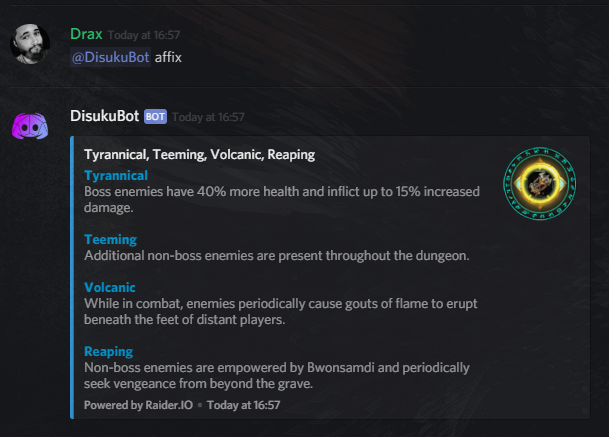 Drax Today at 16:57
@DisukuBot affix
DisukuBot BOT Today at 16:57
Tyrannical, Teeming, Volcanic, Reaping
Tyrannical
Boss enemies have 40% more health and inflict up to 15% increased
damage.
Teeming
Additional non-boss enemies are present throughout the dungeon.
Volcanic
While in combat, enemies periodically cause gouts of flame to erupt
beneath the feet of distant players.
Reaping
Non-boss enemies are empowered by Bwonsamdi and periodically
seek vengeance from beyond the grave.
Powered by Raider.IO • Today at 16:57